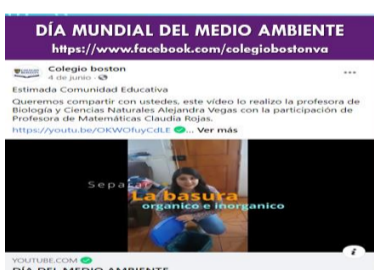 DÍA MUNDIAL DEL MEDIO AMBIENTE
https://www.facebook.com/colegiobostonva
Colegio boston
4 de junio
Estimada Comunidad Educativa
Queremos compartir con ustedes, este vídeo lo realizo la profesora de
Biología y Ciencias Naturales Alejandra Vegas con la participación de
Profesora de Matemáticas Claudia Rojas.
https://youtu.be/OKWOfuyCdLE ... Ver más
Separar
La basura
organico e inorganico
YOUTUBE.COM
DÍA DEL MEDIO AMBIENTE